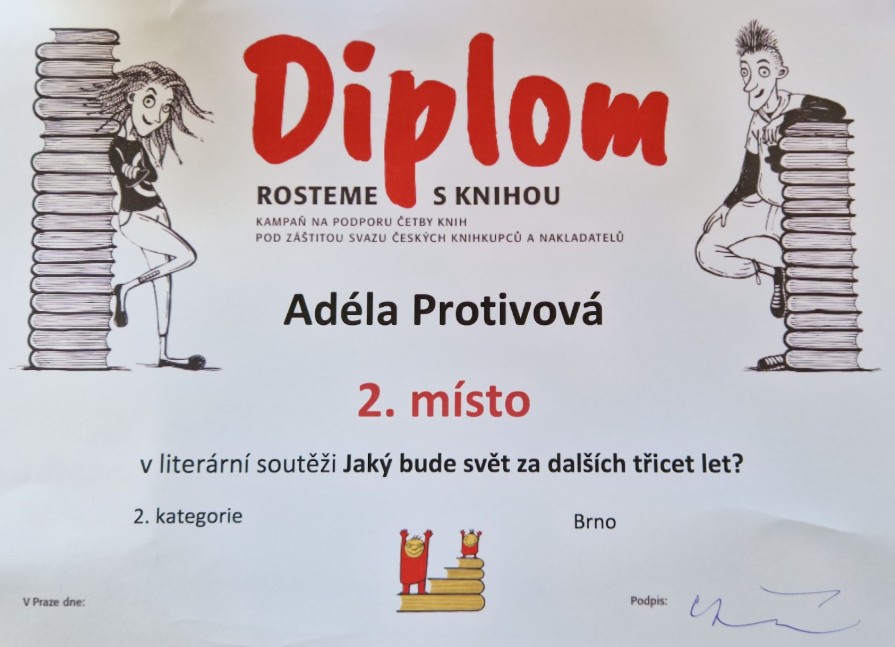 Diplom
ROSTEME S KNIHOU
KAMPAŇ NA PODPORU ČETBY KNIH
POD ZÁŠTITOU SVAZU ČESKÝCH KNIHKUPCŮ A NAKLADATELŮ
Adéla Protivová
2. místo
v literární soutěži Jaký bude svět za dalších třicet let?
2. kategorie
Brno
V Praze dne:
Podpis: